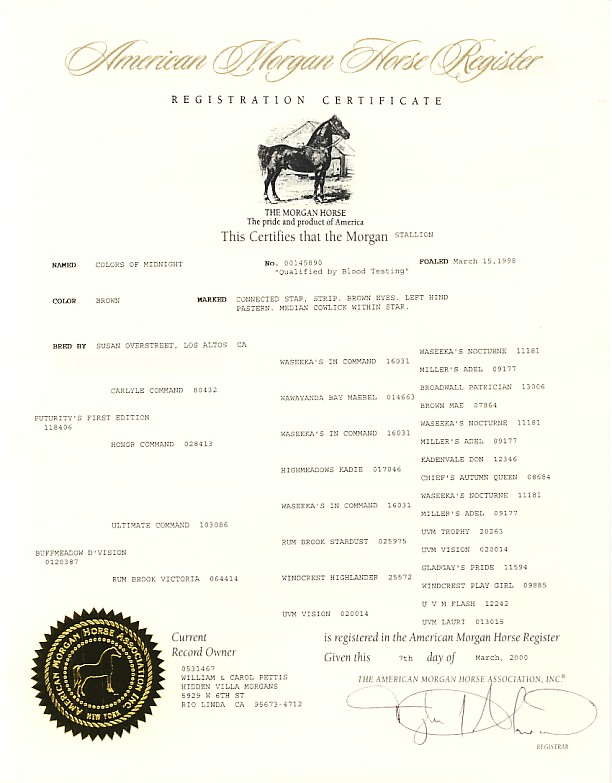 American Morgan Horse Register
REGISTRATION CERTIFICATE
THE MORGAN HORSE
The pride and product of America
This Certifies that the Morgan STALLION
NAMED COLORS OF MIDNIGHT No. 00145890 FOALED March 15,1998
"Qualified by Blood Testing"
COLOR BROWN MARKED CONNECTED STAR, STRIP. BROWN EYES. LEFT HIND
PASTERN. MEDIAN COWLICK WITHIN STAR.
BRED BY SUSAN OVERSTREET, LOS ALTOS CA
WASEEKA'S NOCTURNE 11181
WASEEKA'S IN COMMAND 16031
MILLER'S ADEL 09177
CARLYLE COMMAND 80432
BROADWALL PATRICIAN 13006
WAWAYANDA BAY MAEBEL 014663
BROWN MAE 07864
FUTURITY'S FIRST EDITION
118406
WASEEKA'S NOCTURNE 11181
WASEEKA'S IN COMMAND 16031
MILLER'S ADEL 09177
HONOR COMMAND 028413
KADENVALE DON 12346
HIGHMEADOWS KADIE 017046
CHIEF'S AUTUMN QUEEN 08684
WASEEKA'S NOCTURNE 11181
WASEEKA'S IN COMMAND 16031
MILLER'S ADEL 09177
ULTIMATE COMMAND 103086
UVM TROPHY 20263
RUM BROOK STARDUST 025975
UVM VISION 020014
BUFFMEADOW D'VISION
0120387
GLADGAY'S PRIDE 11594
WINDCREST HIGHLANDER 25572
WINDCREST PLAY GIRL 09885
RUM BROOK VICTORIA 064414
U V M FLASH 12242
UVM VISION 020014
UVM LAURI 013015
AMERICAN MORGAN HORSE ASSOCIATION, INC.
NEW YORK
Current
Record Owner
0531467
WILLIAM & CAROL PETTIS
HIDDEN VILLA MORGANS
5929 W 6TH ST
RIO LINDA CA 95673-4712
is registered in the American Morgan Horse Register
Given this 7th day of March, 2000
THE AMERICAN MORGAN HORSE ASSOCIATION, INC.®
REGISTRAR